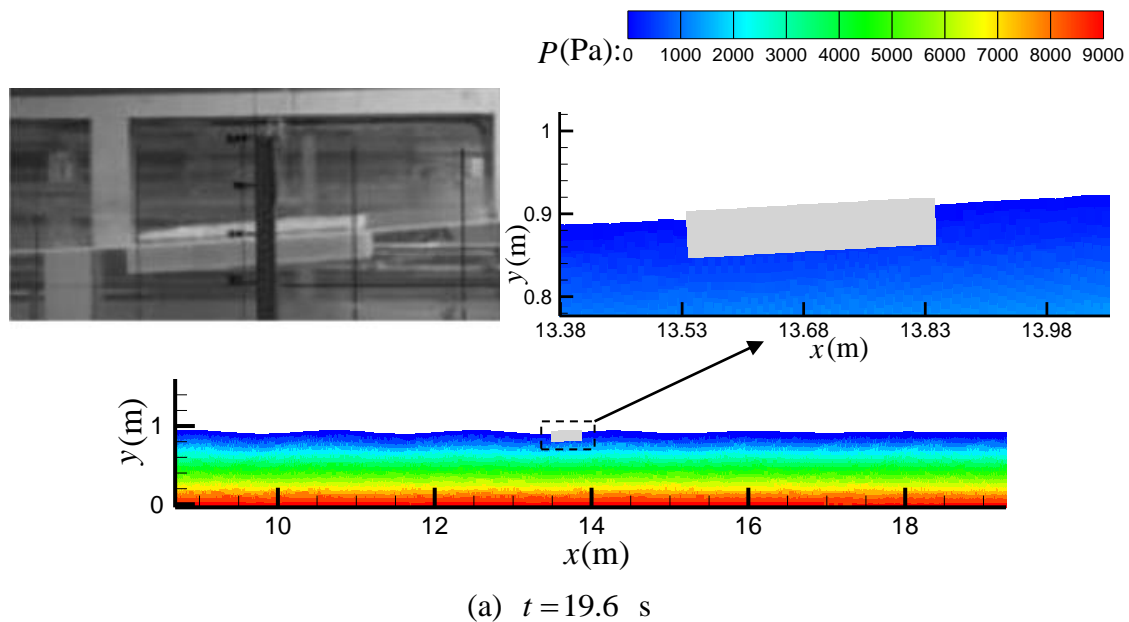 P(Pa): 0 1000 2000 3000 4000 5000 6000 7000 8000 9000
1
0.9
0.8
y(m)
13.38 13.53 13.68 13.83 13.98
x(m)
1
0
y(m)
10 12 14 16 18
x(m)
(a) t=19.6 s